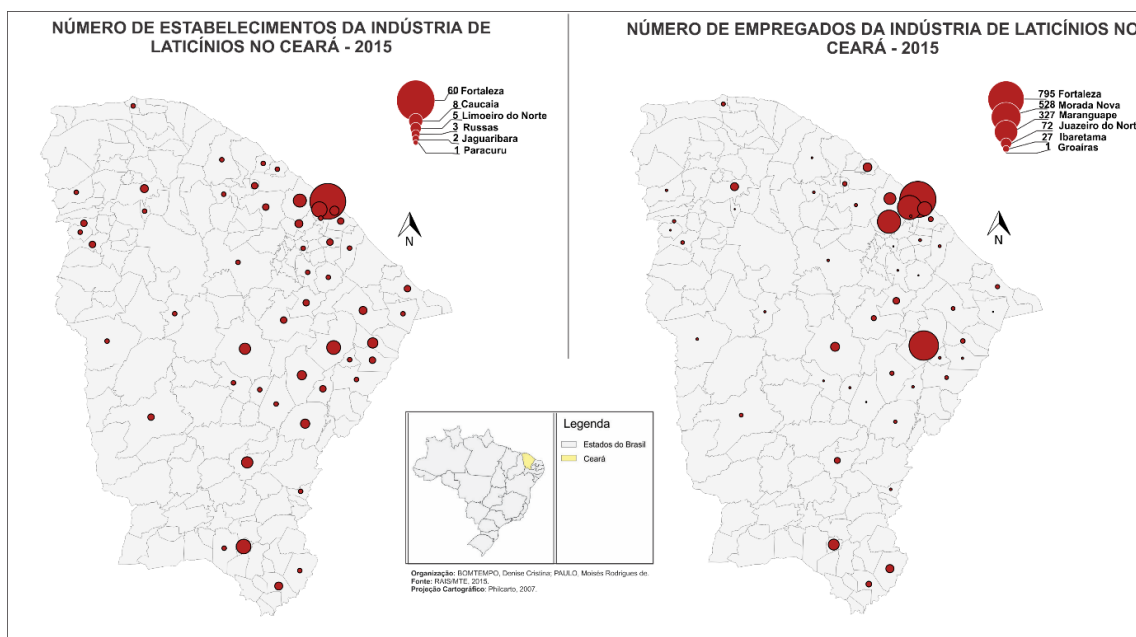 NÚMERO DE ESTABELECIMENTOS DA INDÚSTRIA DE
LATICÍNIOS NO CEARÁ - 2015
60 Fortaleza
8 Caucaia
5 Limoeiro do Norte
3 Russas
2 Jaguaribara
1 Paracuru
N
NÚMERO DE EMPREGADOS DA INDÚSTRIA DE LATICÍNIOS NO
CEARÁ - 2015
795 Fortaleza
528 Morada Nova
327 Maranguape
72 Juazeiro do Nort
27 Ibaretama
1 Groaíras
N
Legenda
Estados do Brasil
Ceará
Organização: BOMTEMPO, Denise Cristina; PAULO, Moisés Rodrigues de.
Fonte: RAIS/MTE, 2015.
Projeção Cartográfico: Philcarto, 2007.